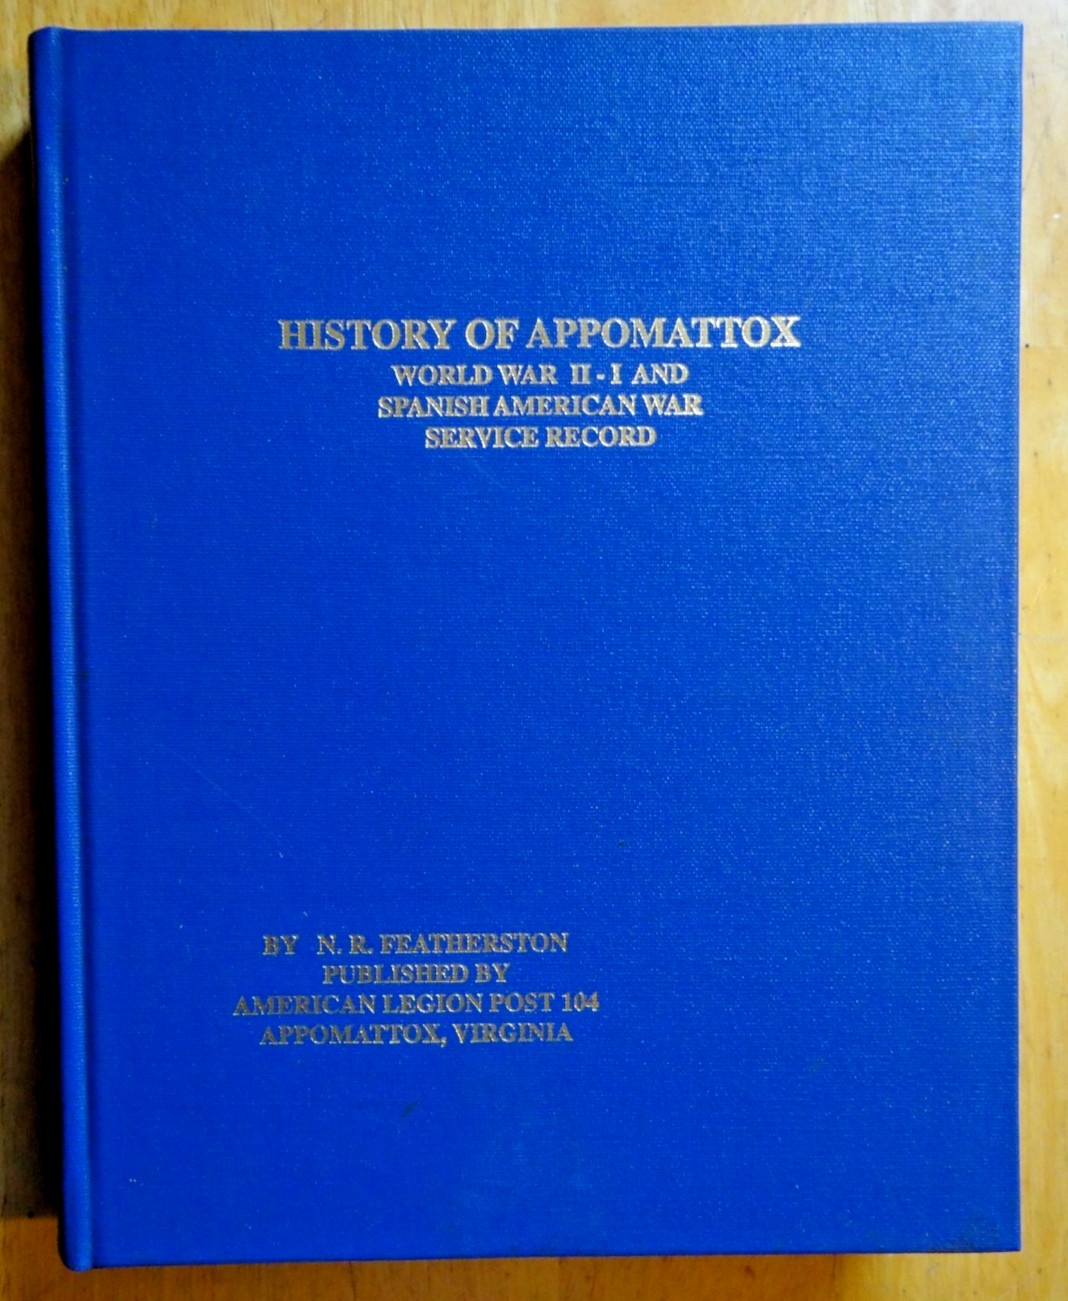 HISTORY OF APPOMATTOX
WORLD WAR II - I AND
SPANISH AMERICAN WAR
SERVICE RECORD
BY N. R. FEATHERSTON
PUBLISHED BY
AMERICAN LEGION POST 104
APPOMATTOX, VIRGINIA